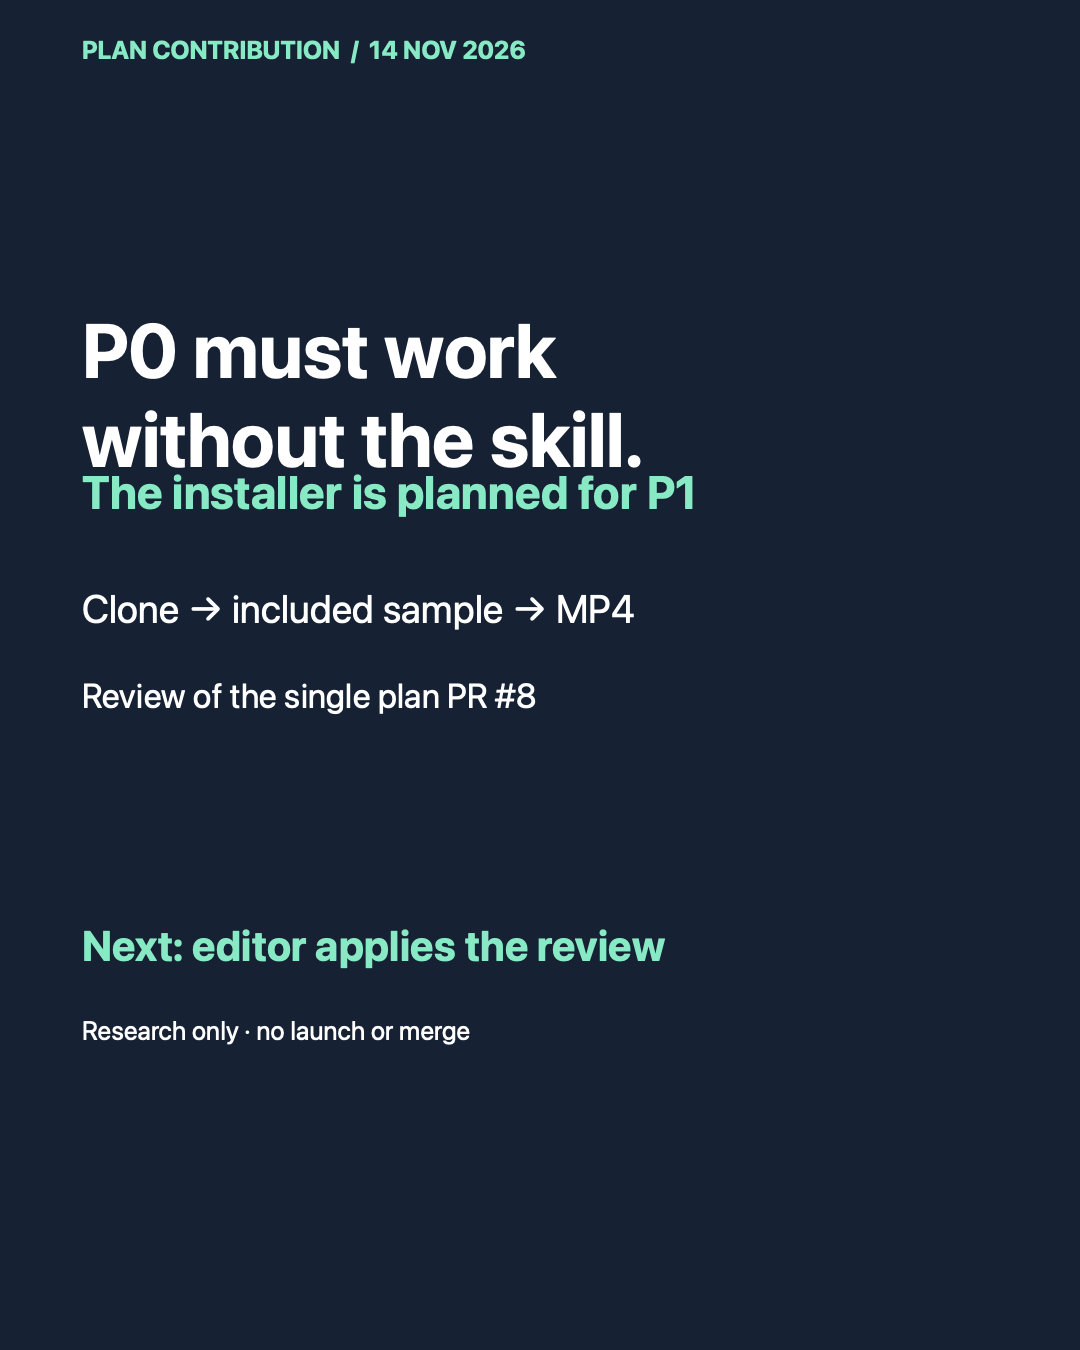 PLAN CONTRIBUTION / 14 NOV 2026
P0 must work
without the skill.
The installer is planned for P1
Clone → included sample → MP4
Review of the single plan PR #8
Next: editor applies the review
Research only · no launch or merge